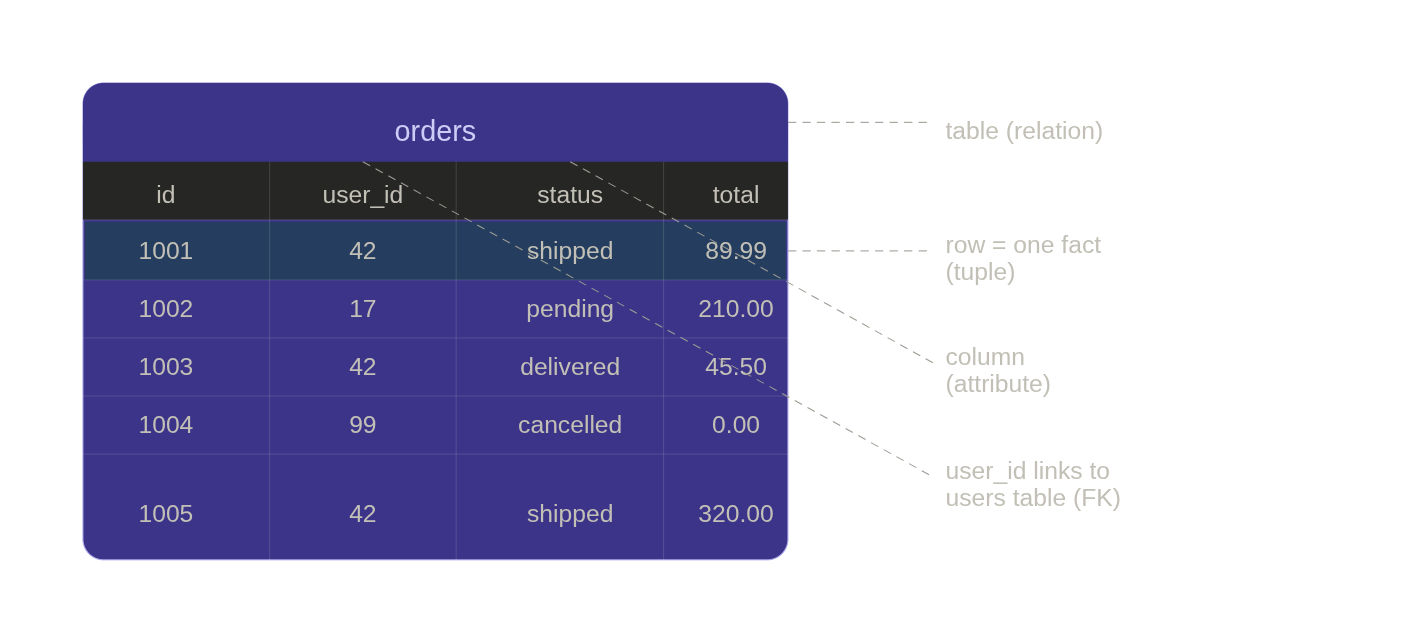 orders
id user_id status total
1001 42 shipped 89.99
1002 17 pending 210.00
1003 42 delivered 45.50
1004 99 cancelled 0.00
1005 42 shipped 320.00
table (relation)
row = one fact
(tuple)
column
(attribute)
user_id links to
users table (FK)